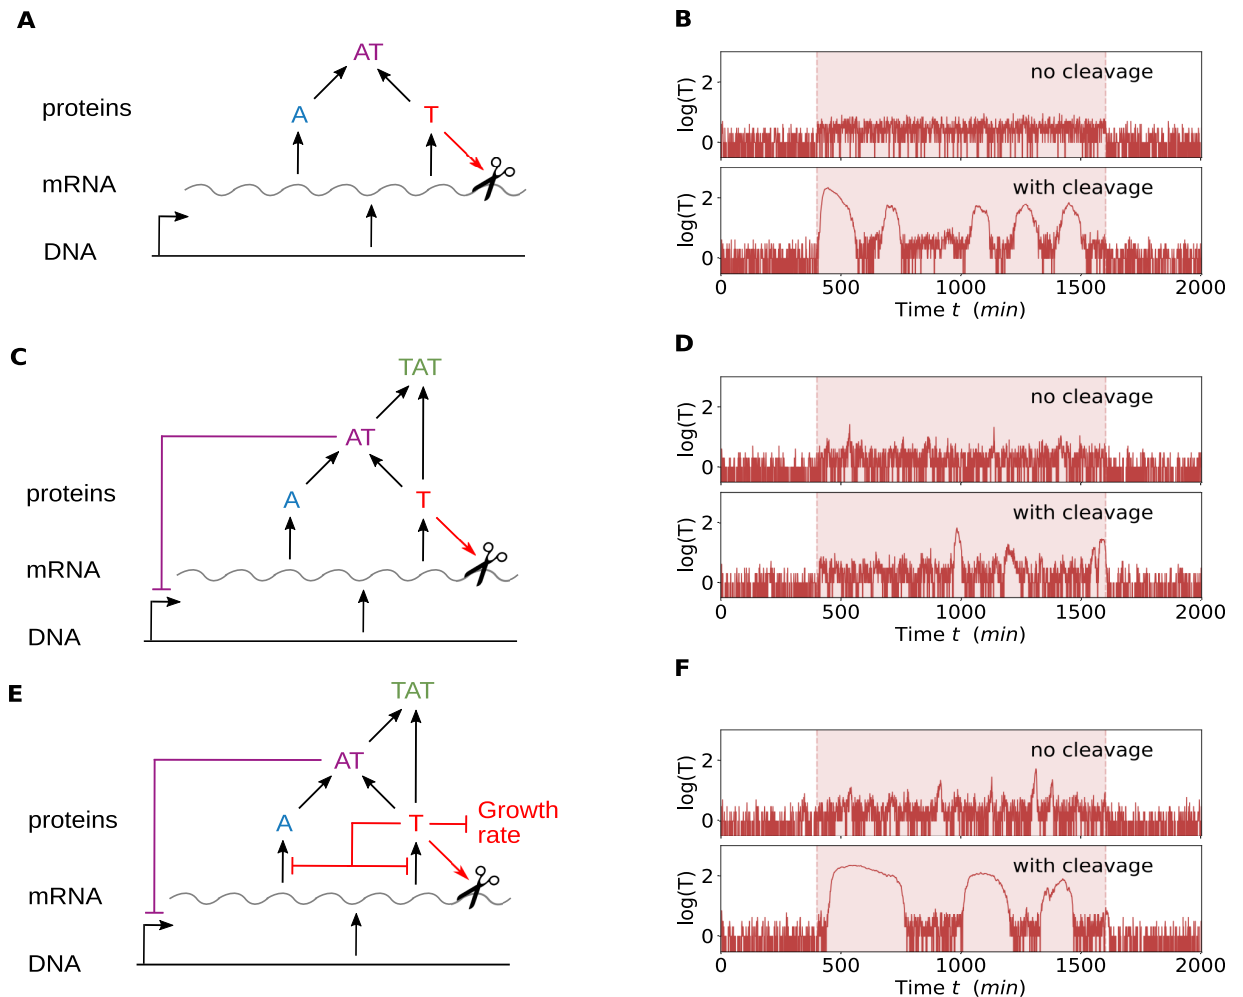 A
AT
proteins
A
T
mRNA
DNA
B
no cleavage
log(T)
2
0
with cleavage
log(T)
2
0
0
500
1000
1500
2000
Time t (min)
C
TAT
AT
proteins
A
T
mRNA
DNA
D
no cleavage
log(T)
2
0
with cleavage
log(T)
2
0
0
500
1000
1500
2000
Time t (min)
E
TAT
AT
proteins
A
T
Growth
rate
mRNA
DNA
F
no cleavage
log(T)
2
0
with cleavage
log(T)
2
0
0
500
1000
1500
2000
Time t (min)